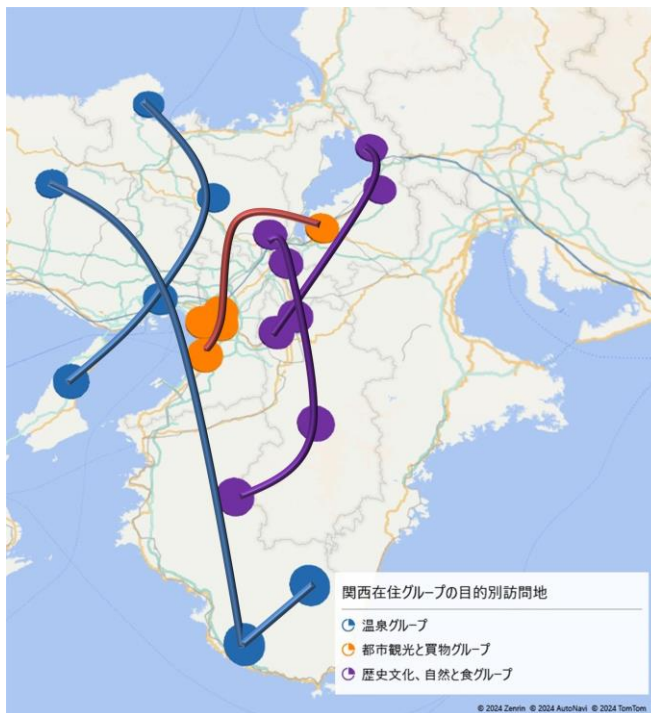 関西在住グループの目的別訪問地
温泉グループ
都市観光と買物グループ
歴史文化、自然と食グループ
© 2024 Zenrin © 2024 AutoNavi © 2024 TomTom